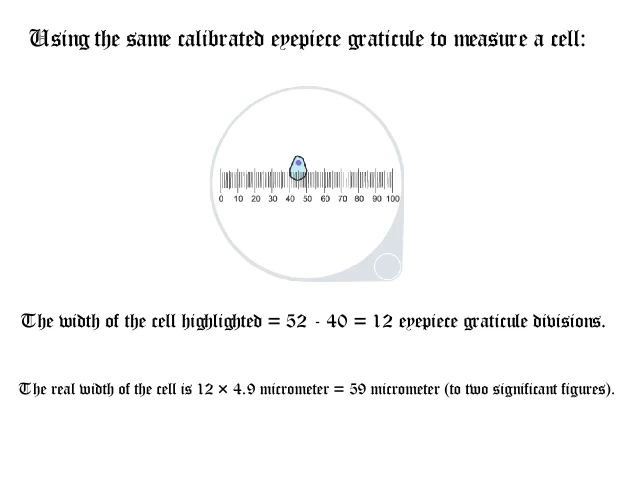 Using the same calibrated eyepiece graticule to measure a cell:
0 10 20 30 40 50 60 70 80 90 100
The width of the cell highlighted = 52 - 40 = 12 eyepiece graticule divisions.
The real width of the cell is 12 × 4.9 micrometer = 59 micrometer (to two significant figures).